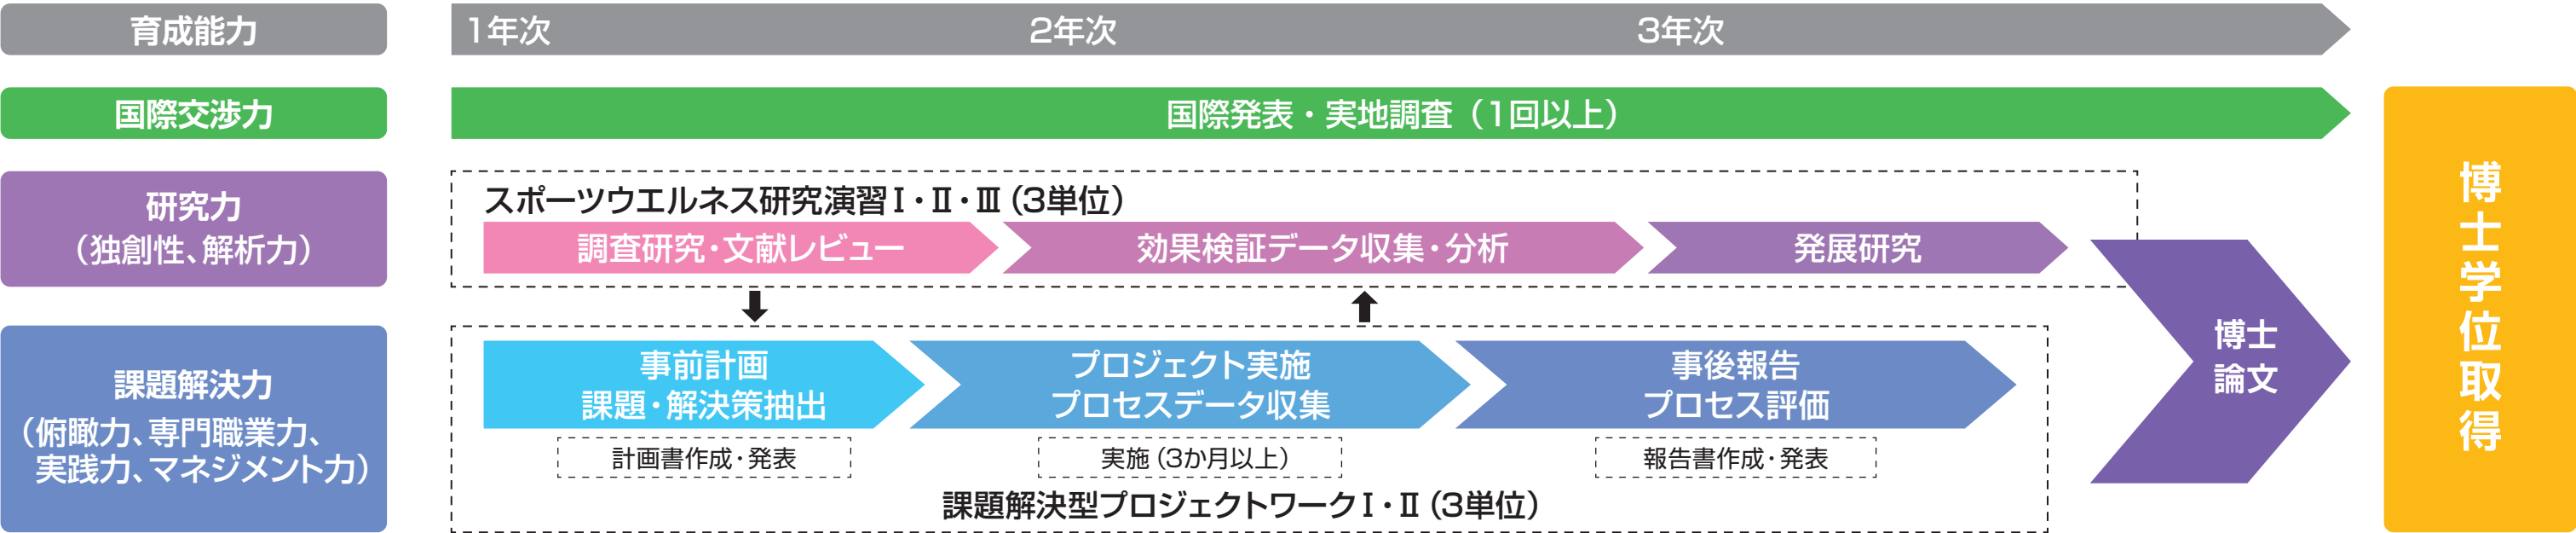 育成能力
1年次
2年次
3年次
国際交渉力
国際発表・実地調査（1回以上）
研究力
（独創性、解析力）
スポーツウエルネス研究演習Ⅰ・Ⅱ・Ⅲ（3単位）
調査研究・文献レビュー
効果検証データ収集・分析
発展研究
課題解決力
（俯瞰力、専門職業力、
実践力、マネジメント力）
事前計画
課題・解決策抽出
プロジェクト実施
プロセスデータ収集
事後報告
プロセス評価
計画書作成・発表
実施（3か月以上）
報告書作成・発表
課題解決型プロジェクトワークⅠ・Ⅱ（3単位）
博士
論文
博士学位取得